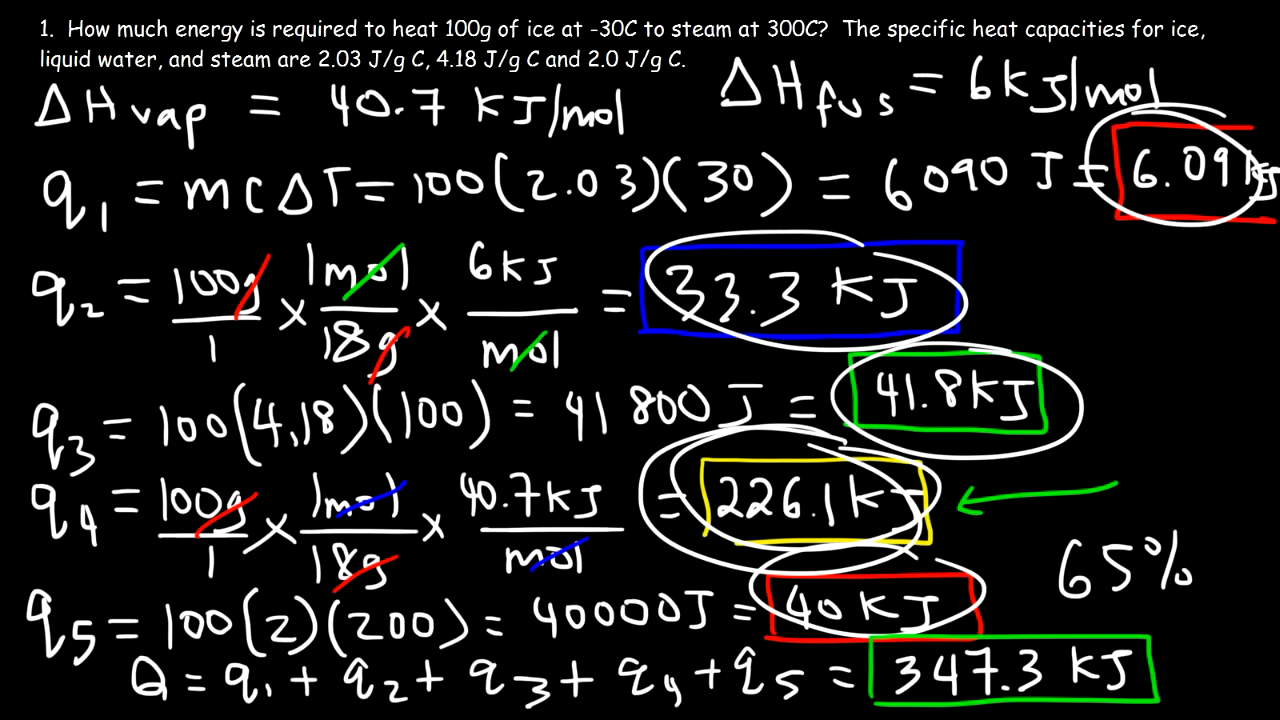 1. How much energy is required to heat 100g of ice at -30C to steam at 300C? The specific heat capacities for ice,
liquid water, and steam are 2.03 J/g C, 4.18 J/g C and 2.0 J/g C.
ΔHvap = 40.7 KJ/mol ΔHfus = 6KJ/mol
q1 = mCΔT = 100(2.03)(30) = 6090 J = 6.09KJ
q2 = 100g/1 × 1mol/18g × 6KJ/mol = 33.3 KJ
q3 = 100(4.18)(100) = 41800J = 41.8KJ
q4 = 100g/1 × 1mol/18g × 40.7KJ/mol = 226.1KJ
65%
q5 = 100(2)(200) = 40000J = 40KJ
Q = q1 + q2 + q3 + q4 + q5 = 347.3 KJ